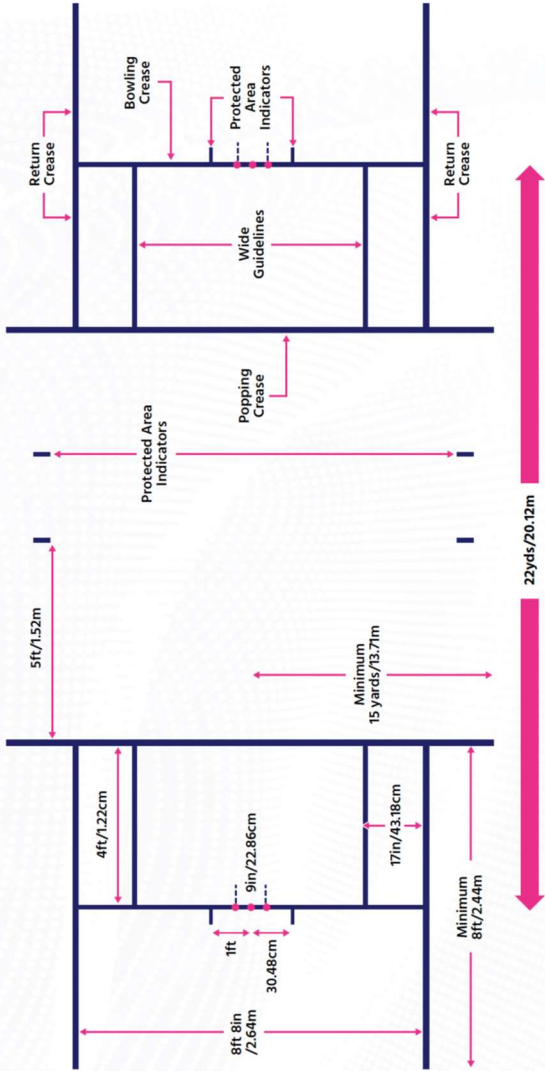 8ft 8in
/2.64m
4ft/1.22cm
5ft/1.52m
Protected Area
Indicators
Return
Crease
1ft
30.48cm
9in/22.86cm
17in/43.18cm
Minimum
8ft/2.44m
Minimum
15 yards/13.71m
Popping
Crease
Wide
Guidelines
Bowling
Crease
Protected
Area
Indicators
Return
Crease
22yds/20.12m